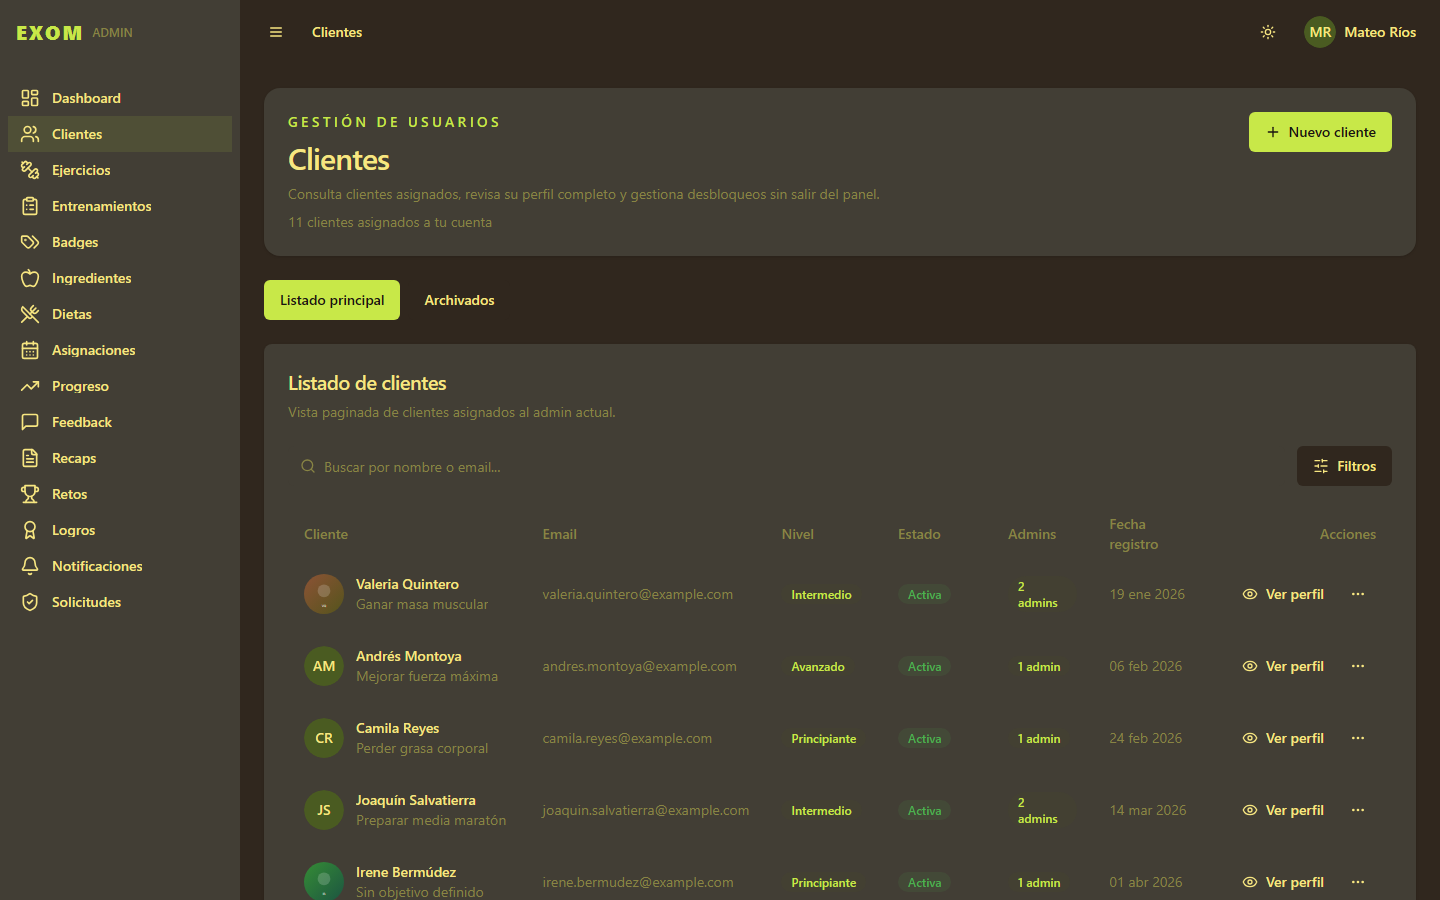 EXOM ADMIN
Clientes
MR Mateo Ríos
Dashboard
Clientes
Ejercicios
Entrenamientos
Badges
Ingredientes
Dietas
Asignaciones
Progreso
Feedback
Recaps
Retos
Logros
Notificaciones
Solicitudes
GESTIÓN DE USUARIOS
Clientes
Consulta clientes asignados, revisa su perfil completo y gestiona desbloqueos sin salir del panel.
11 clientes asignados a tu cuenta
Nuevo cliente
Listado principal
Archivados
Listado de clientes
Vista paginada de clientes asignados al admin actual.
Buscar por nombre o email...
Filtros
Cliente Email Nivel Estado Admins Fecha registro Acciones
Valeria Quintero
Ganar masa muscular
valeria.quintero@example.com Intermedio Activa 2 admins 19 ene 2026 Ver perfil
AM Andrés Montoya
Mejorar fuerza máxima
andres.montoya@example.com Avanzado Activa 1 admin 06 feb 2026 Ver perfil
CR Camila Reyes
Perder grasa corporal
camila.reyes@example.com Principiante Activa 1 admin 24 feb 2026 Ver perfil
JS Joaquín Salvatierra
Preparar media maratón
joaquin.salvatierra@example.com Intermedio Activa 2 admins 14 mar 2026 Ver perfil
Irene Bermúdez
Sin objetivo definido
irene.bermudez@example.com Principiante Activa 1 admin 01 abr 2026 Ver perfil